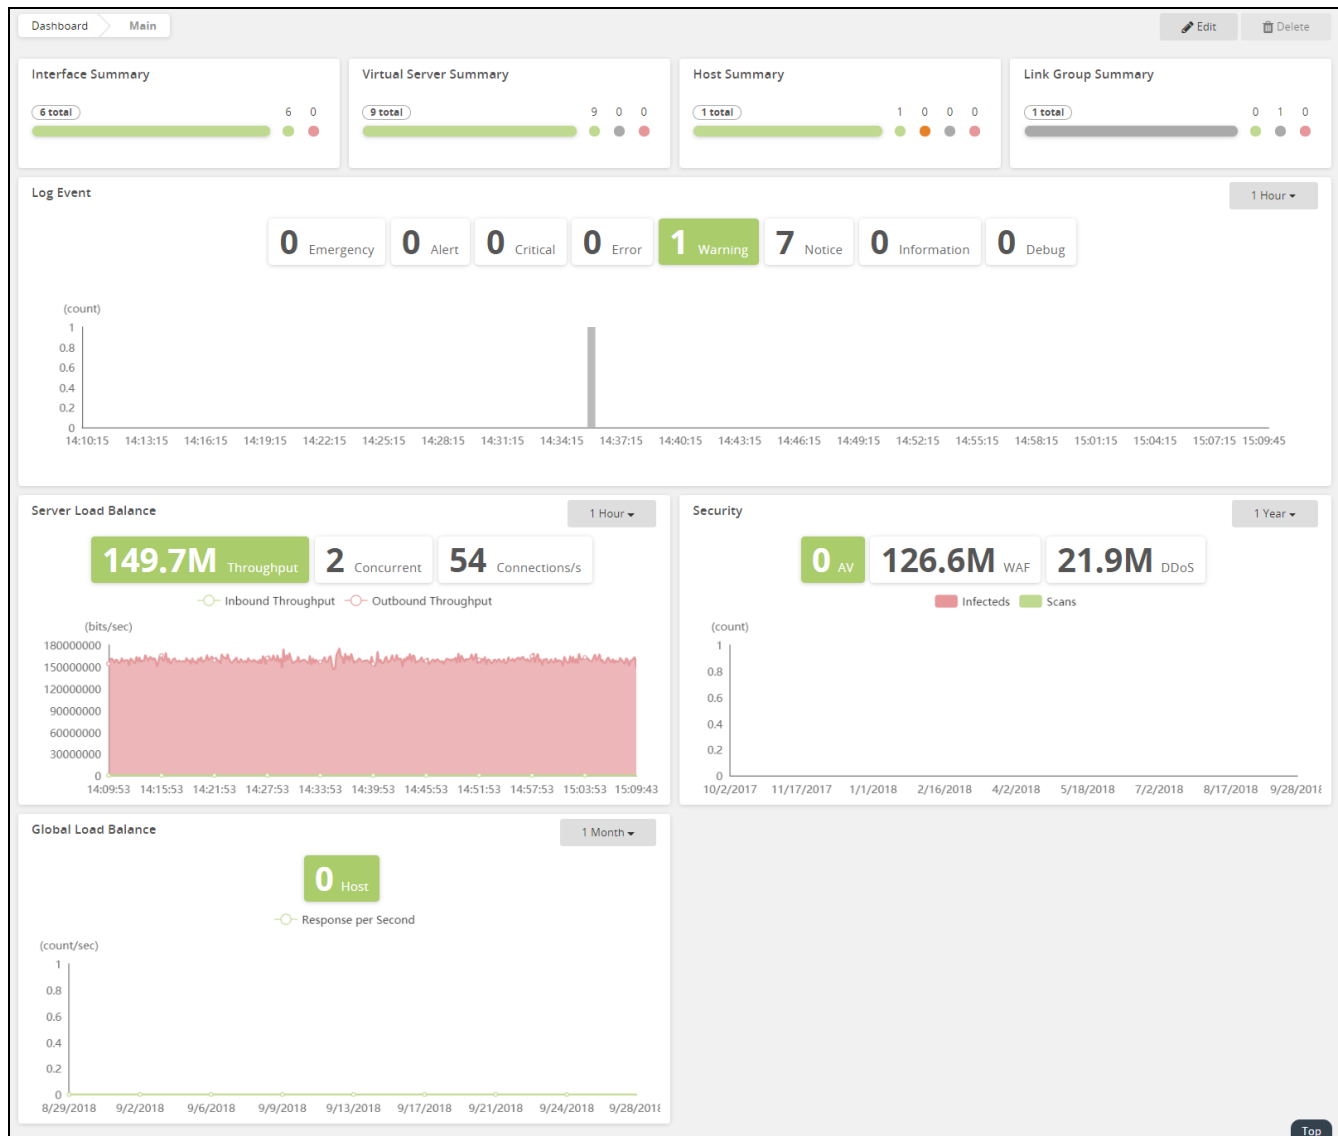 Dashboard Main Edit Delete
Interface Summary
6 total 6 0
Virtual Server Summary
9 total 9 0 0
Host Summary
1 total 1 0 0 0
Link Group Summary
1 total 0 1 0
Log Event 1 Hour
0 Emergency 0 Alert 0 Critical 0 Error 1 Warning 7 Notice 0 Information 0 Debug
(count)
1
0.8
0.6
0.4
0.2
0
14:10:15 14:13:15 14:16:15 14:19:15 14:22:15 14:25:15 14:28:15 14:31:15 14:34:15 14:37:15 14:40:15 14:43:15 14:46:15 14:49:15 14:52:15 14:55:15 14:58:15 15:01:15 15:04:15 15:07:15 15:09:45
Server Load Balance 1 Hour
149.7M Throughput 2 Concurrent 54 Connections/s
Inbound Throughput Outbound Throughput
(bits/sec)
180000000
150000000
120000000
90000000
60000000
30000000
0
14:09:53 14:15:53 14:21:53 14:27:53 14:33:53 14:39:53 14:45:53 14:51:53 14:57:53 15:03:53 15:09:43
Security 1 Year
0 AV 126.6M WAF 21.9M DDoS
Infecteds Scans
(count)
1
0.8
0.6
0.4
0.2
0
10/2/2017 11/17/2017 1/1/2018 2/16/2018 4/2/2018 5/18/2018 7/2/2018 8/17/2018 9/28/2018
Global Load Balance 1 Month
0 Host
Response per Second
(count/sec)
1
0.8
0.6
0.4
0.2
0
8/29/2018 9/2/2018 9/6/2018 9/9/2018 9/13/2018 9/17/2018 9/21/2018 9/24/2018 9/28/2018
Top